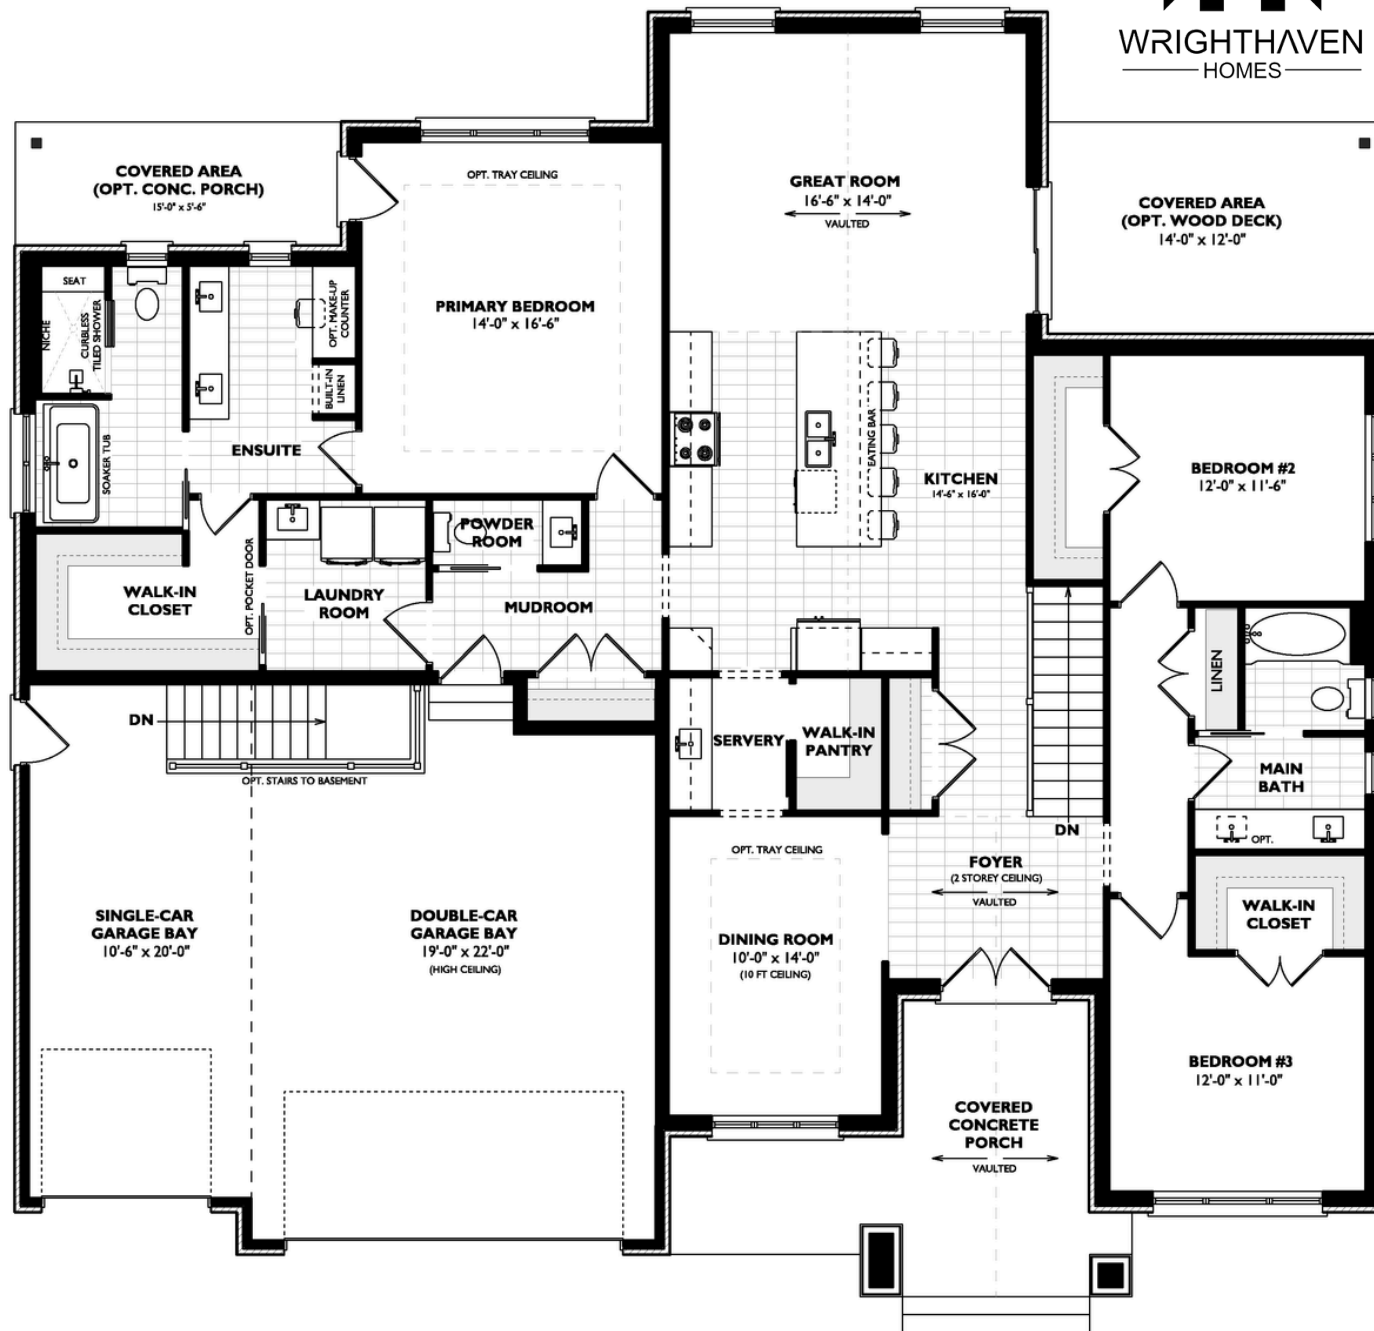 WRIGHTHΛVEN
HOMES
COVERED AREA
(OPT. CONC. PORCH)
15'-0" x 5'-6"
OPT. TRAY CEILING
GREAT ROOM
16'-6" x 14'-0"
VAULTED
COVERED AREA
(OPT. WOOD DECK)
14'-0" x 12'-0"
SEAT
NICHE
CURBLESS
TILED SHOWER
OPT. MAKE-UP
COUNTER
PRIMARY BEDROOM
14'-0" x 16'-6"
BUILT-IN
LINEN
SOAKER TUB
ENSUITE
EATING BAR
KITCHEN
14'-6" x 16'-0"
BEDROOM #2
12'-0" x 11'-6"
POWDER
ROOM
WALK-IN
CLOSET
OPT. POCKET DOOR
LAUNDRY
ROOM
MUDROOM
LINEN
DN
OPT. STAIRS TO BASEMENT
SERVERY
WALK-IN
PANTRY
MAIN
BATH
OPT.
DN
OPT. TRAY CEILING
FOYER
(2 STOREY CEILING)
VAULTED
SINGLE-CAR
GARAGE BAY
10'-6" x 20'-0"
DOUBLE-CAR
GARAGE BAY
19'-0" x 22'-0"
(HIGH CEILING)
DINING ROOM
10'-0" x 14'-0"
(10 FT CEILING)
WALK-IN
CLOSET
BEDROOM #3
12'-0" x 11'-0"
COVERED
CONCRETE
PORCH
VAULTED